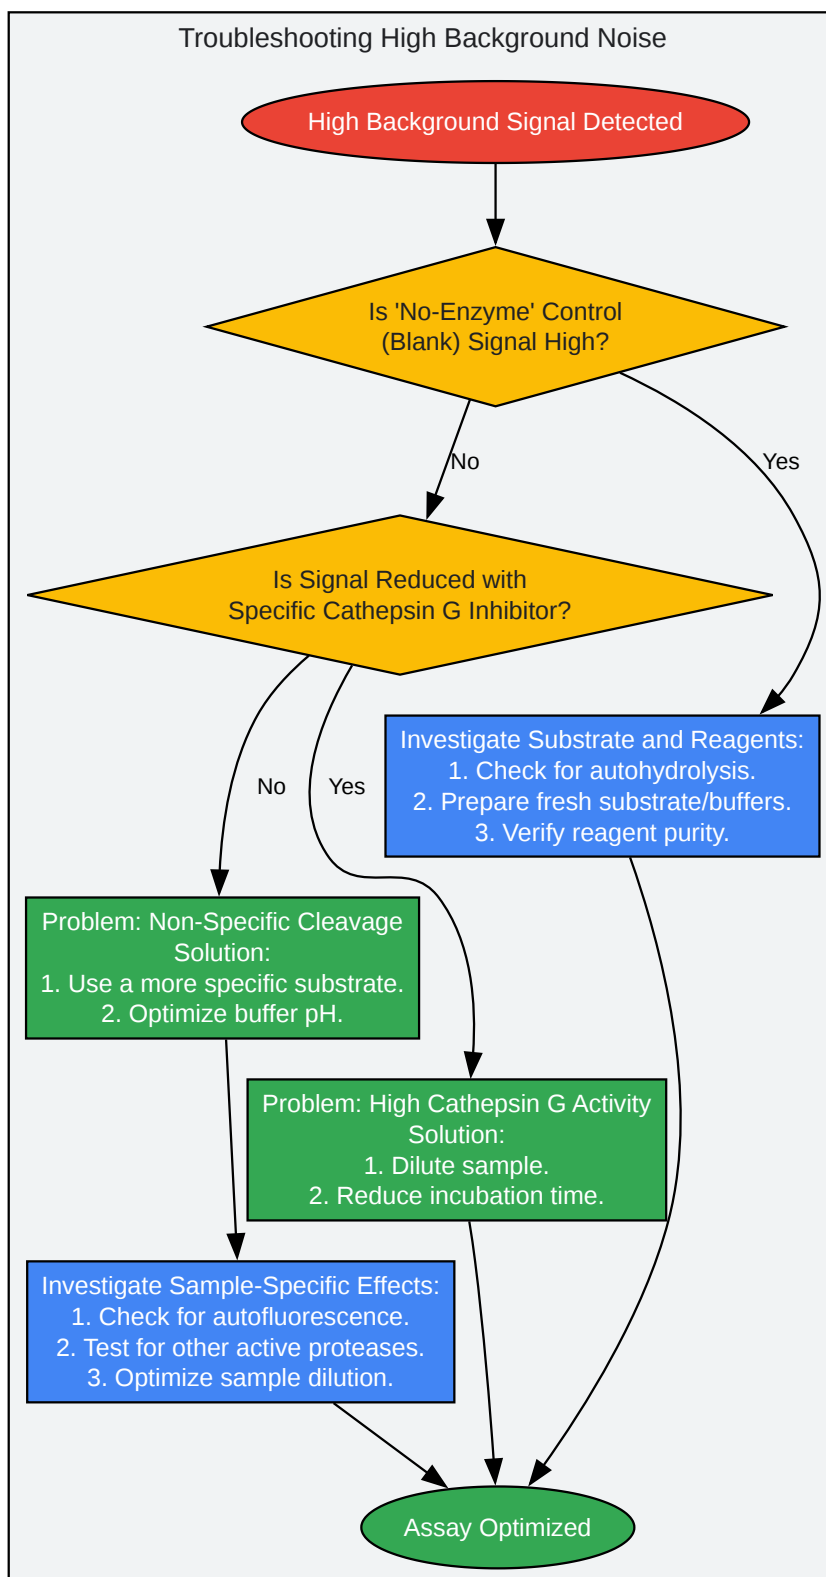 Troubleshooting High Background Noise
High Background Signal Detected
Is 'No-Enzyme' Control
(Blank) Signal High?
No
Yes
Is Signal Reduced with
Specific Cathepsin G Inhibitor?
Investigate Substrate and Reagents:
1. Check for autohydrolysis.
2. Prepare fresh substrate/buffers.
3. Verify reagent purity.
No
Yes
Problem: Non-Specific Cleavage
Solution:
1. Use a more specific substrate.
2. Optimize buffer pH.
Problem: High Cathepsin G Activity
Solution:
1. Dilute sample.
2. Reduce incubation time.
Investigate Sample-Specific Effects:
1. Check for autofluorescence.
2. Test for other active proteases.
3. Optimize sample dilution.
Assay Optimized